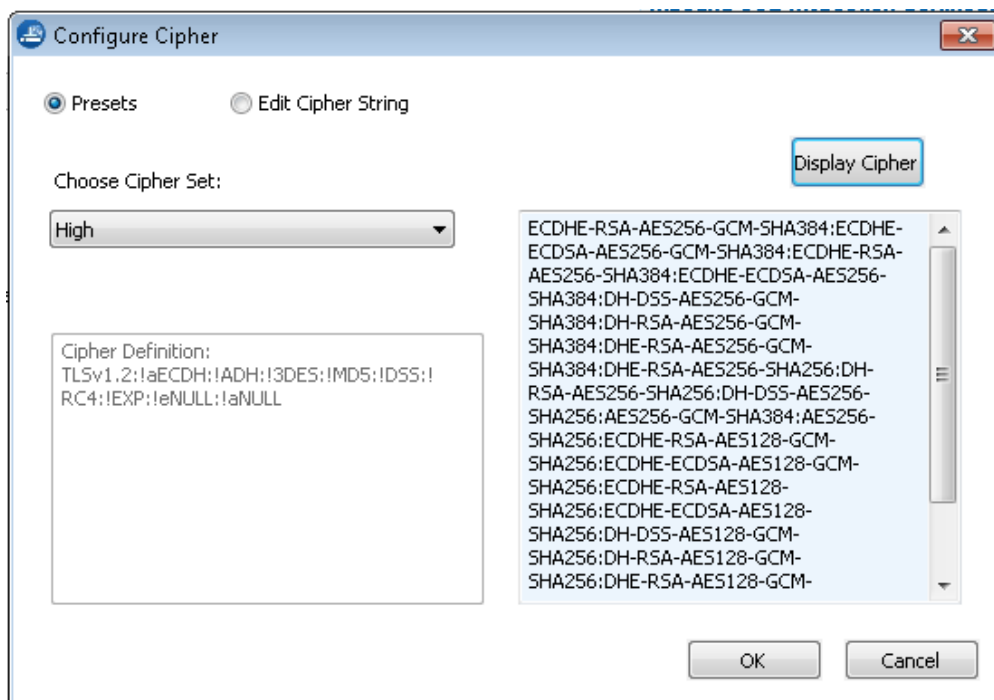 Configure Cipher
Presets
Edit Cipher String
Display Cipher
Choose Cipher Set:
High
Cipher Definition:
TLSv1.2:!aECDH:!ADH:!3DES:!MD5:!DSS:!
RC4:!EXP:!eNULL:!aNULL
ECDHE-RSA-AES256-GCM-SHA384:ECDHE-
ECDSA-AES256-GCM-SHA384:ECDHE-RSA-
AES256-SHA384:ECDHE-ECDSA-AES256-
SHA384:DH-DSS-AES256-GCM-
SHA384:DH-RSA-AES256-GCM-
SHA384:DHE-RSA-AES256-GCM-
SHA384:DHE-RSA-AES256-SHA256:DH-
RSA-AES256-SHA256:DH-DSS-AES256-
SHA256:AES256-GCM-SHA384:AES256-
SHA256:ECDHE-RSA-AES128-GCM-
SHA256:ECDHE-ECDSA-AES128-GCM-
SHA256:ECDHE-RSA-AES128-
SHA256:ECDHE-ECDSA-AES128-
SHA256:DH-DSS-AES128-GCM-
SHA256:DH-RSA-AES128-GCM-
SHA256:DHE-RSA-AES128-GCM-
OK
Cancel